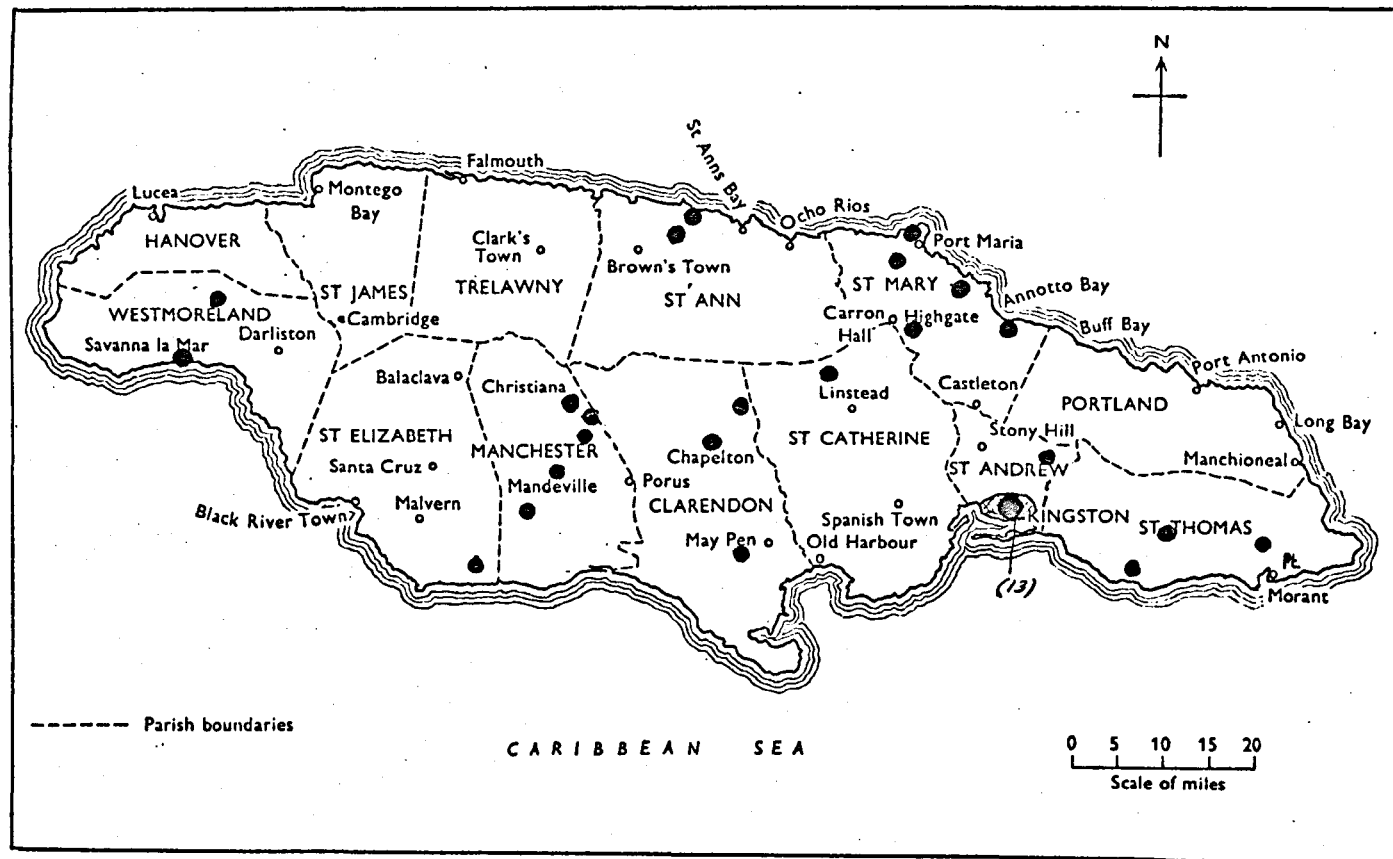 N
St Anns Bay
Falmouth
Lucea
Montego
Bay
Ocho Rios
HANOVER
Clark's
Town
Brown's Town
Port Maria
ST JAMES
TRELAWNY
ST ANN
ST MARY
Annotto Bay
WESTMORELAND
Cambridge
Carron
Hall
Highgate
Buff Bay
Savanna la Mar
Darliston
Port Antonio
Balaclava
Christiana
Linstead
Castleton
PORTLAND
Long Bay
ST ELIZABETH
MANCHESTER
ST CATHERINE
Stony Hill
Santa Cruz
Chapelton
ST ANDREW
Manchioneal
Mandeville
Porus
Black River Town
Malvern
CLARENDON
Spanish Town
KINGSTON
ST THOMAS
May Pen
Old Harbour
(13)
Pt.
Morant
Parish boundaries
CARIBBEAN SEA
0 5 10 15 20
Scale of miles